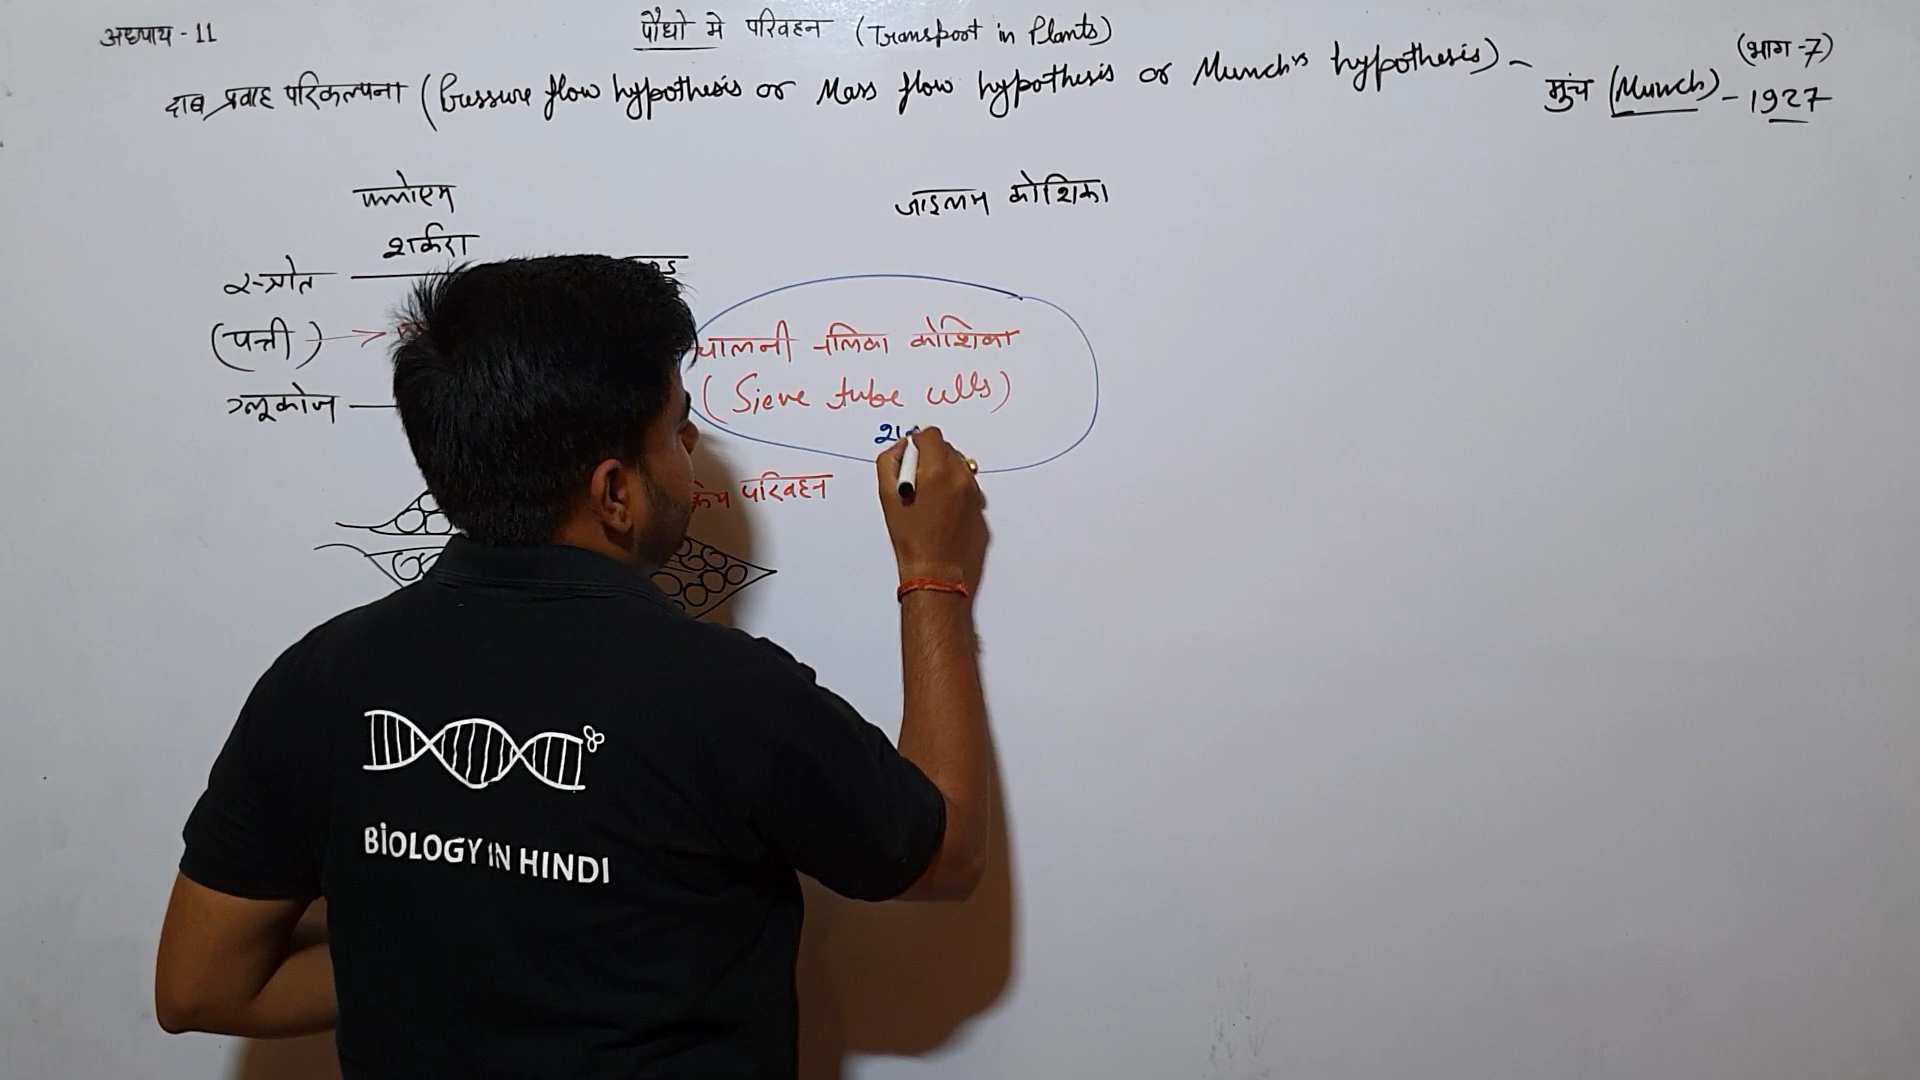 अध्याय - 11
पौधो मे परिवहन (Transport in Plants)
(भाग -7)
दाब प्रवाह परिकल्पना (Pressure flow hypothesis or Mass flow hypothesis or Munch's hypothesis) -
मुंच (Munch) - 1927
फ्लोएम
जाइलम कोशिका
शर्करा
स्त्रोत
(पत्ती)
चालनी नलिका कोशिका
ग्लूकोज
(Sieve tube cells)
परिवहन
BIOLOGY IN HINDI